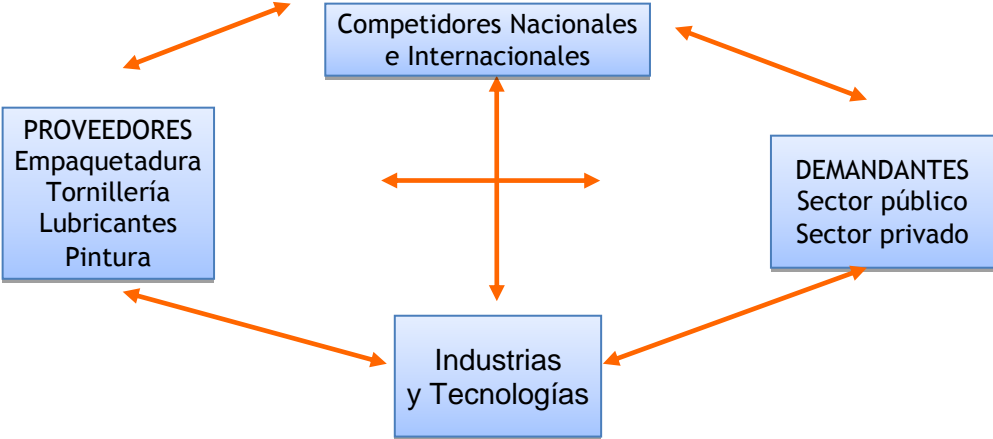 Competidores Nacionales
e Internacionales
PROVEEDORES
Empaquetadura
Tornillería
Lubricantes
Pintura
DEMANDANTES
Sector público
Sector privado
Industrias
y Tecnologías